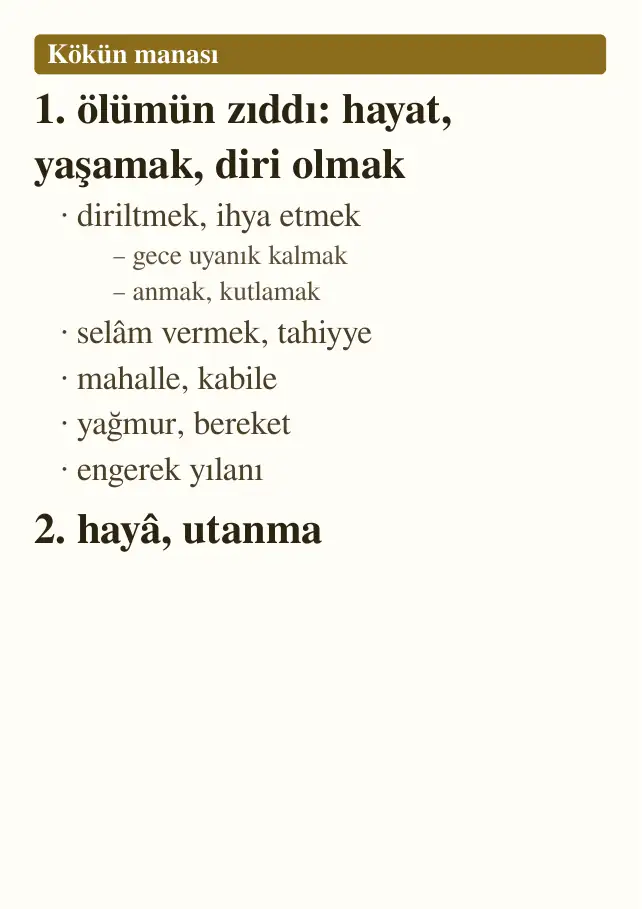 Kökün manası
1. ölümün zıddı: hayat,
yaşamak, diri olmak
· diriltmek, ihya etmek
– gece uyanık kalmak
– anmak, kutlamak
· selâm vermek, tahiyye
· mahalle, kabile
· yağmur, bereket
· engerek yılanı
2. hayâ, utanma